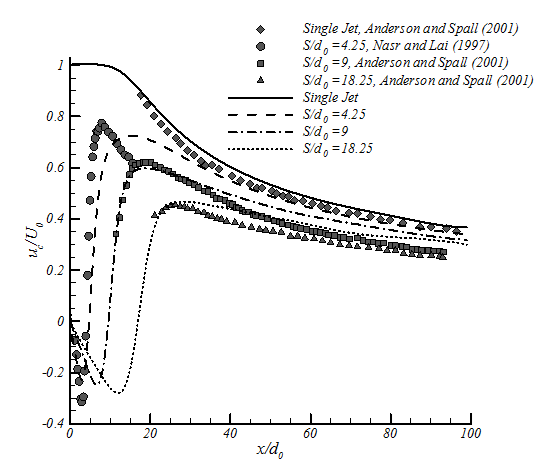 Single Jet, Anderson and Spall (2001)
S/d0 =4.25, Nasr and Lai (1997)
S/d0 =9, Anderson and Spall (2001)
S/d0 =18.25, Anderson and Spall (2001)
Single Jet
S/d0 =4.25
S/d0 =9
S/d0 =18.25
1
0.8
0.6
0.4
0.2
0
-0.2
-0.4
uc/U0
0 20 40 60 80 100
x/d0